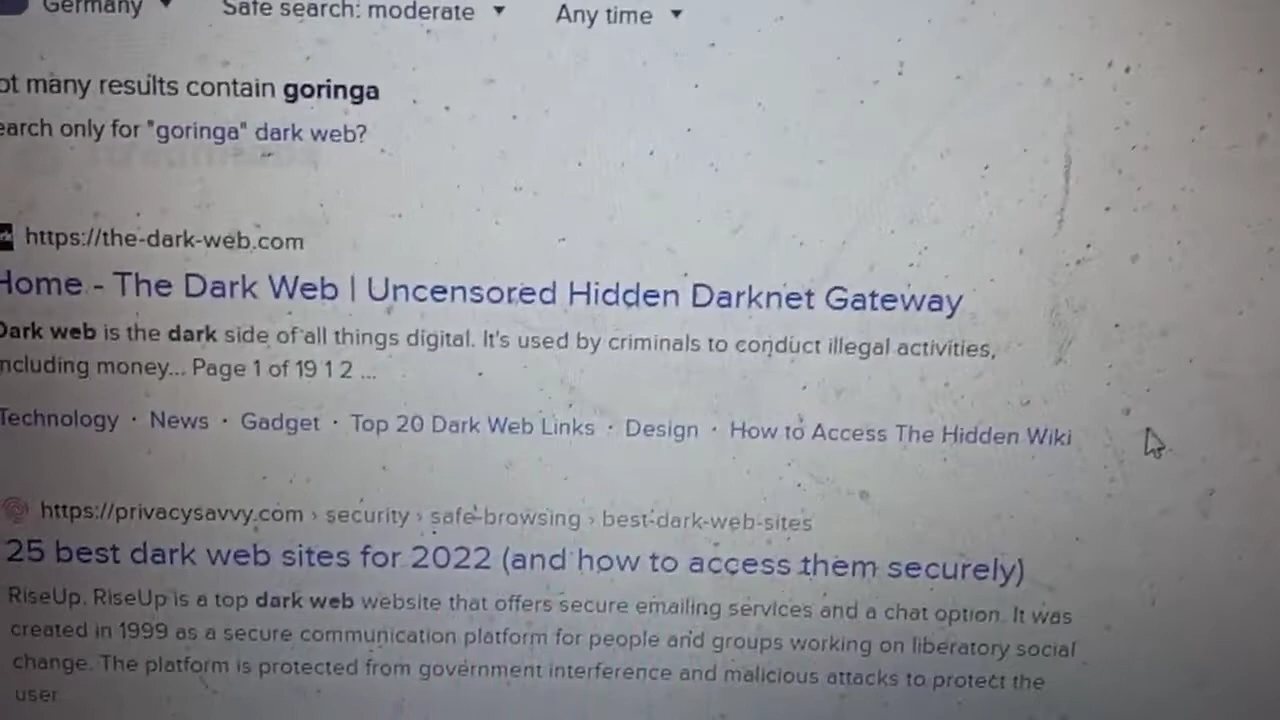 Germany Safe search: moderate Any time
ot many results contain goringa
earch only for "goringa" dark web?
https://the-dark-web.com
Home - The Dark Web | Uncensored Hidden Darknet Gateway
Dark web is the dark side of all things digital. It's used by criminals to conduct illegal activities,
ncluding money... Page 1 of 19 1 2 ...
Technology · News · Gadget · Top 20 Dark Web Links · Design · How to Access The Hidden Wiki
https://privacysavvy.com › security › safe-browsing › best-dark-web-sites
25 best dark web sites for 2022 (and how to access them securely)
RiseUp. RiseUp is a top dark web website that offers secure emailing services and a chat option. It was
created in 1999 as a secure communication platform for people and groups working on liberatory social
change. The platform is protected from government interference and malicious attacks to protect the
user.